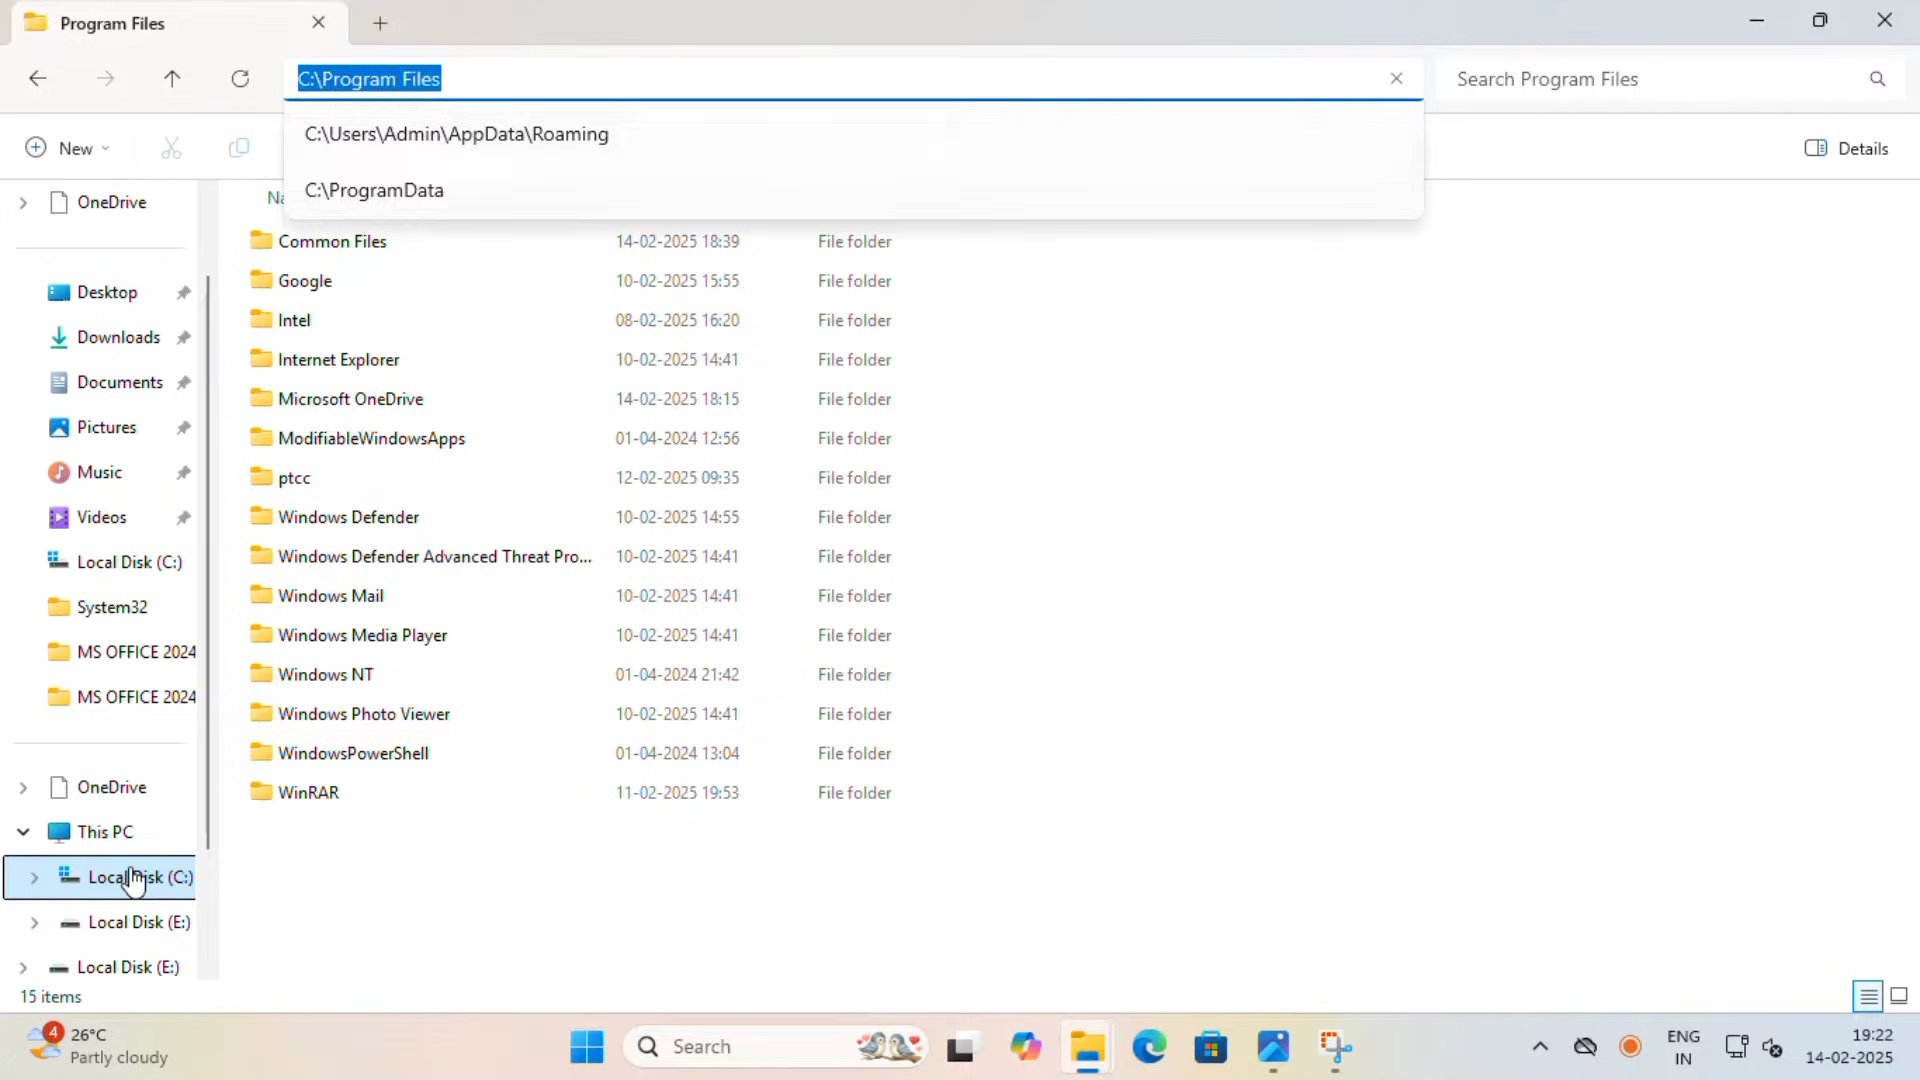 Program Files
C:\Program Files
Search Program Files
C:\Users\Admin\AppData\Roaming
C:\ProgramData
New
Details
OneDrive
Desktop
Downloads
Documents
Pictures
Music
Videos
Local Disk (C:)
System32
MS OFFICE 2024
MS OFFICE 2024
OneDrive
This PC
Local Disk (C:)
Local Disk (E:)
Local Disk (E:)
Na
Common Files 14-02-2025 18:39 File folder
Google 10-02-2025 15:55 File folder
Intel 08-02-2025 16:20 File folder
Internet Explorer 10-02-2025 14:41 File folder
Microsoft OneDrive 14-02-2025 18:15 File folder
ModifiableWindowsApps 01-04-2024 12:56 File folder
ptcc 12-02-2025 09:35 File folder
Windows Defender 10-02-2025 14:55 File folder
Windows Defender Advanced Threat Pro... 10-02-2025 14:41 File folder
Windows Mail 10-02-2025 14:41 File folder
Windows Media Player 10-02-2025 14:41 File folder
Windows NT 01-04-2024 21:42 File folder
Windows Photo Viewer 10-02-2025 14:41 File folder
WindowsPowerShell 01-04-2024 13:04 File folder
WinRAR 11-02-2025 19:53 File folder
15 items
4
26°C
Partly cloudy
Search
ENG
IN
19:22
14-02-2025